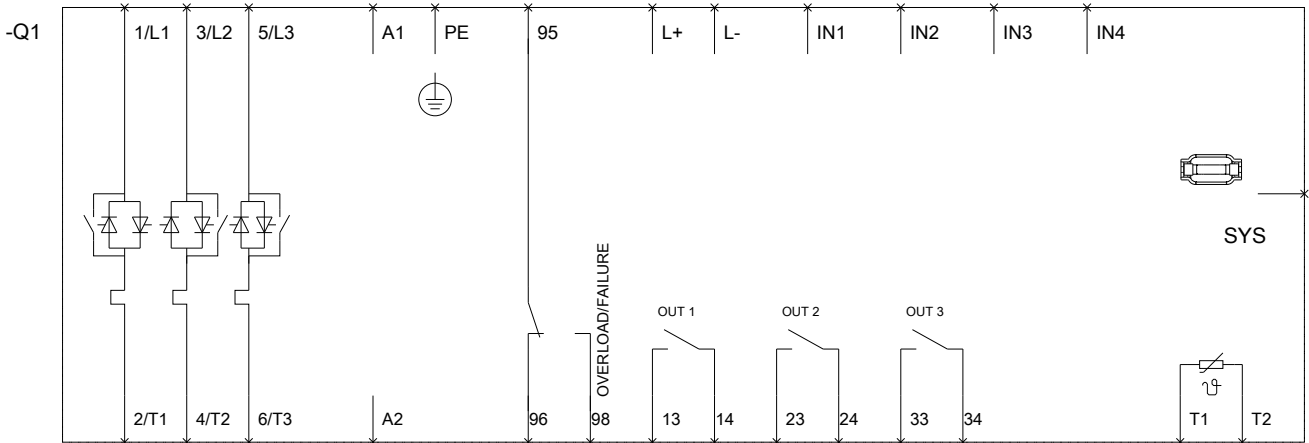 -Q1
1/L1 3/L2 5/L3 A1 PE 95 L+ L- IN1 IN2 IN3 IN4
SYS
OVERLOAD/FAILURE
OUT 1 OUT 2 OUT 3
ϑ
2/T1 4/T2 6/T3 A2 96 98 13 14 23 24 33 34 T1 T2